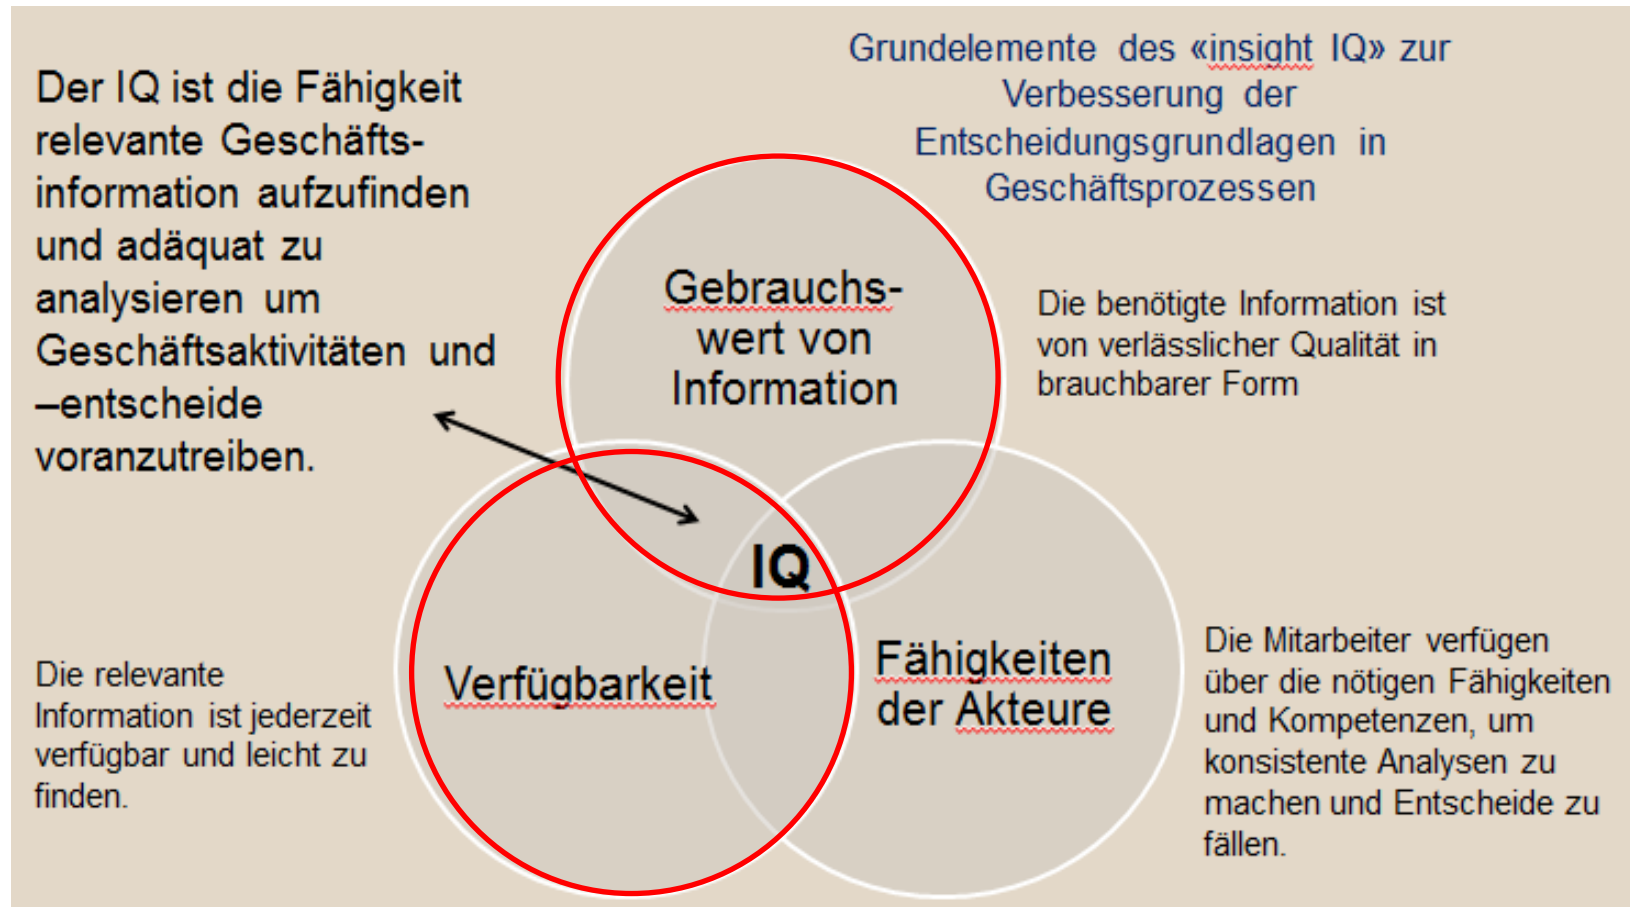 Der IQ ist die Fähigkeit
relevante Geschäfts-
information aufzufinden
und adäquat zu
analysieren um
Geschäftsaktivitäten und
–entscheide
voranzutreiben.
Grundelemente des «insight IQ» zur
Verbesserung der
Entscheidungsgrundlagen in
Geschäftsprozessen
Gebrauchs-
wert von
Information
Die benötigte Information ist
von verlässlicher Qualität in
brauchbarer Form
IQ
Verfügbarkeit
Fähigkeiten
der Akteure
Die relevante
Information ist jederzeit
verfügbar und leicht zu
finden.
Die Mitarbeiter verfügen
über die nötigen Fähigkeiten
und Kompetenzen, um
konsistente Analysen zu
machen und Entscheide zu
fällen.